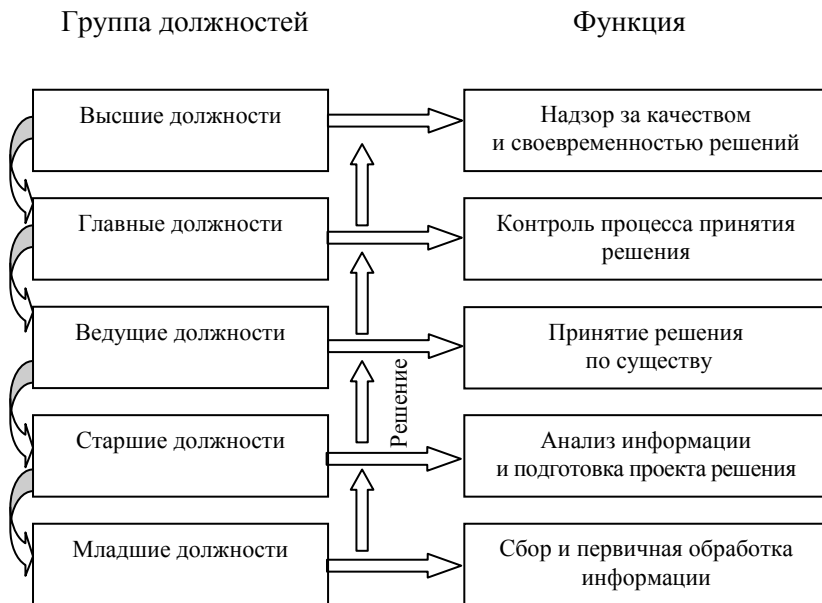 Группа должностей
Функция
Высшие должности
Надзор за качеством
и своевременностью решений
Главные должности
Контроль процесса принятия
решения
Ведущие должности
Принятие решения
по существу
Решение
Старшие должности
Анализ информации
и подготовка проекта решения
Младшие должности
Сбор и первичная обработка
информации